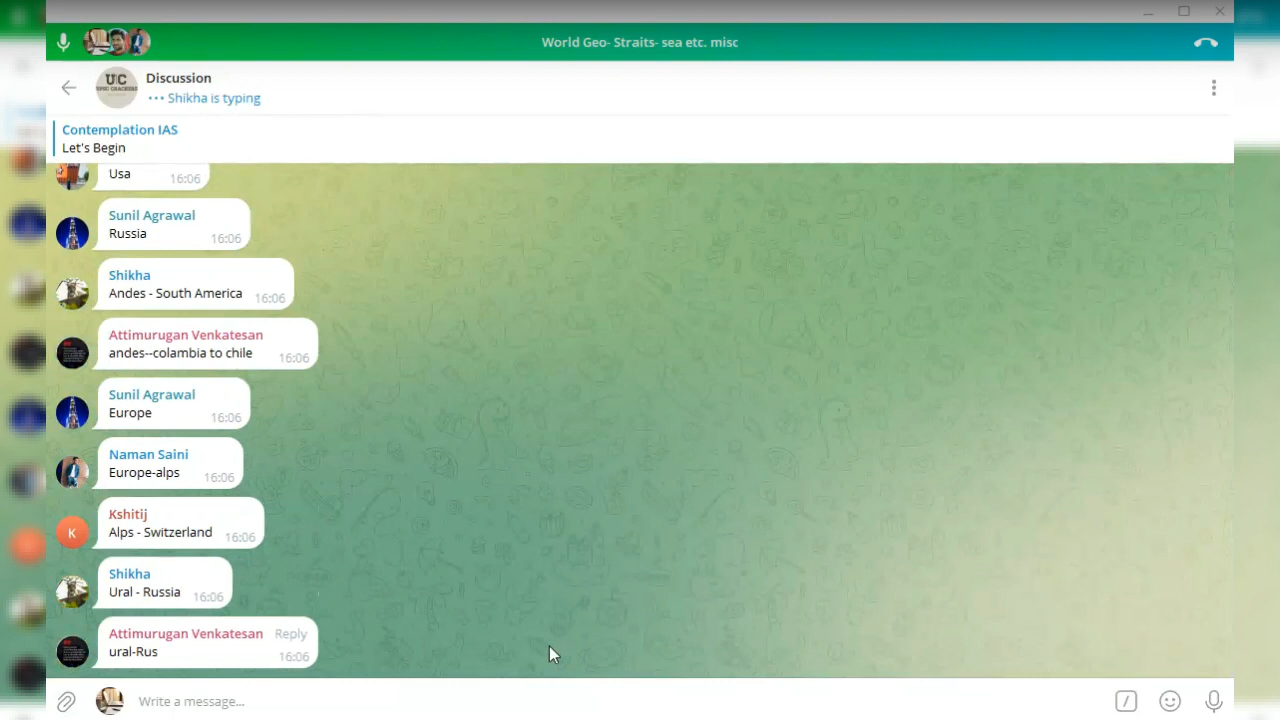 World Geo- Straits- sea etc. misc
UC
UPSC CRACKERS
Discussion
Shikha is typing
Contemplation IAS
Let's Begin
Usa 16:06
Sunil Agrawal
Russia 16:06
Shikha
Andes - South America 16:06
Attimurugan Venkatesan
andes--colambia to chile 16:06
Sunil Agrawal
Europe 16:06
Naman Saini
Europe-alps 16:06
Kshitij
K
Alps - Switzerland 16:06
Shikha
Ural - Russia 16:06
Attimurugan Venkatesan Reply
ural-Rus 16:06
Write a message...